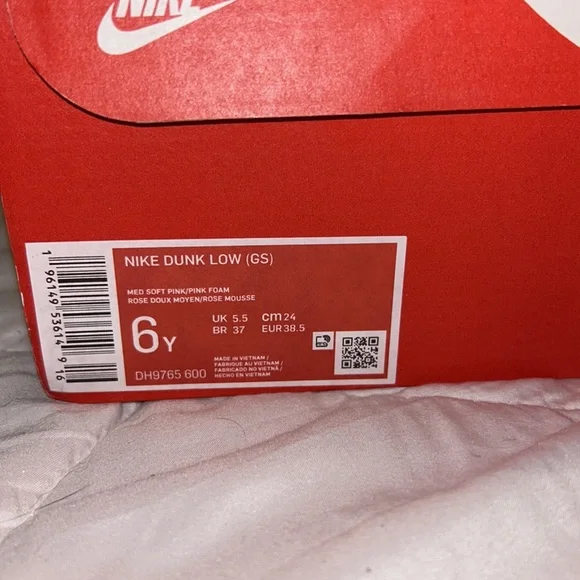 NIKE
NIKE DUNK LOW (GS)
MED SOFT PINK/PINK FOAM
ROSE DOUX MOYEN/ROSE MOUSSE
6Y
UK 5.5 cm 24
BR 37 EUR 38.5
DH9765 600
MADE IN VIETNAM /
FABRIQUÉ AU VIETNAM /
FABRICADO NO VIETNÃ /
HECHO EN VIETNAM
1 96149 53614 9 16